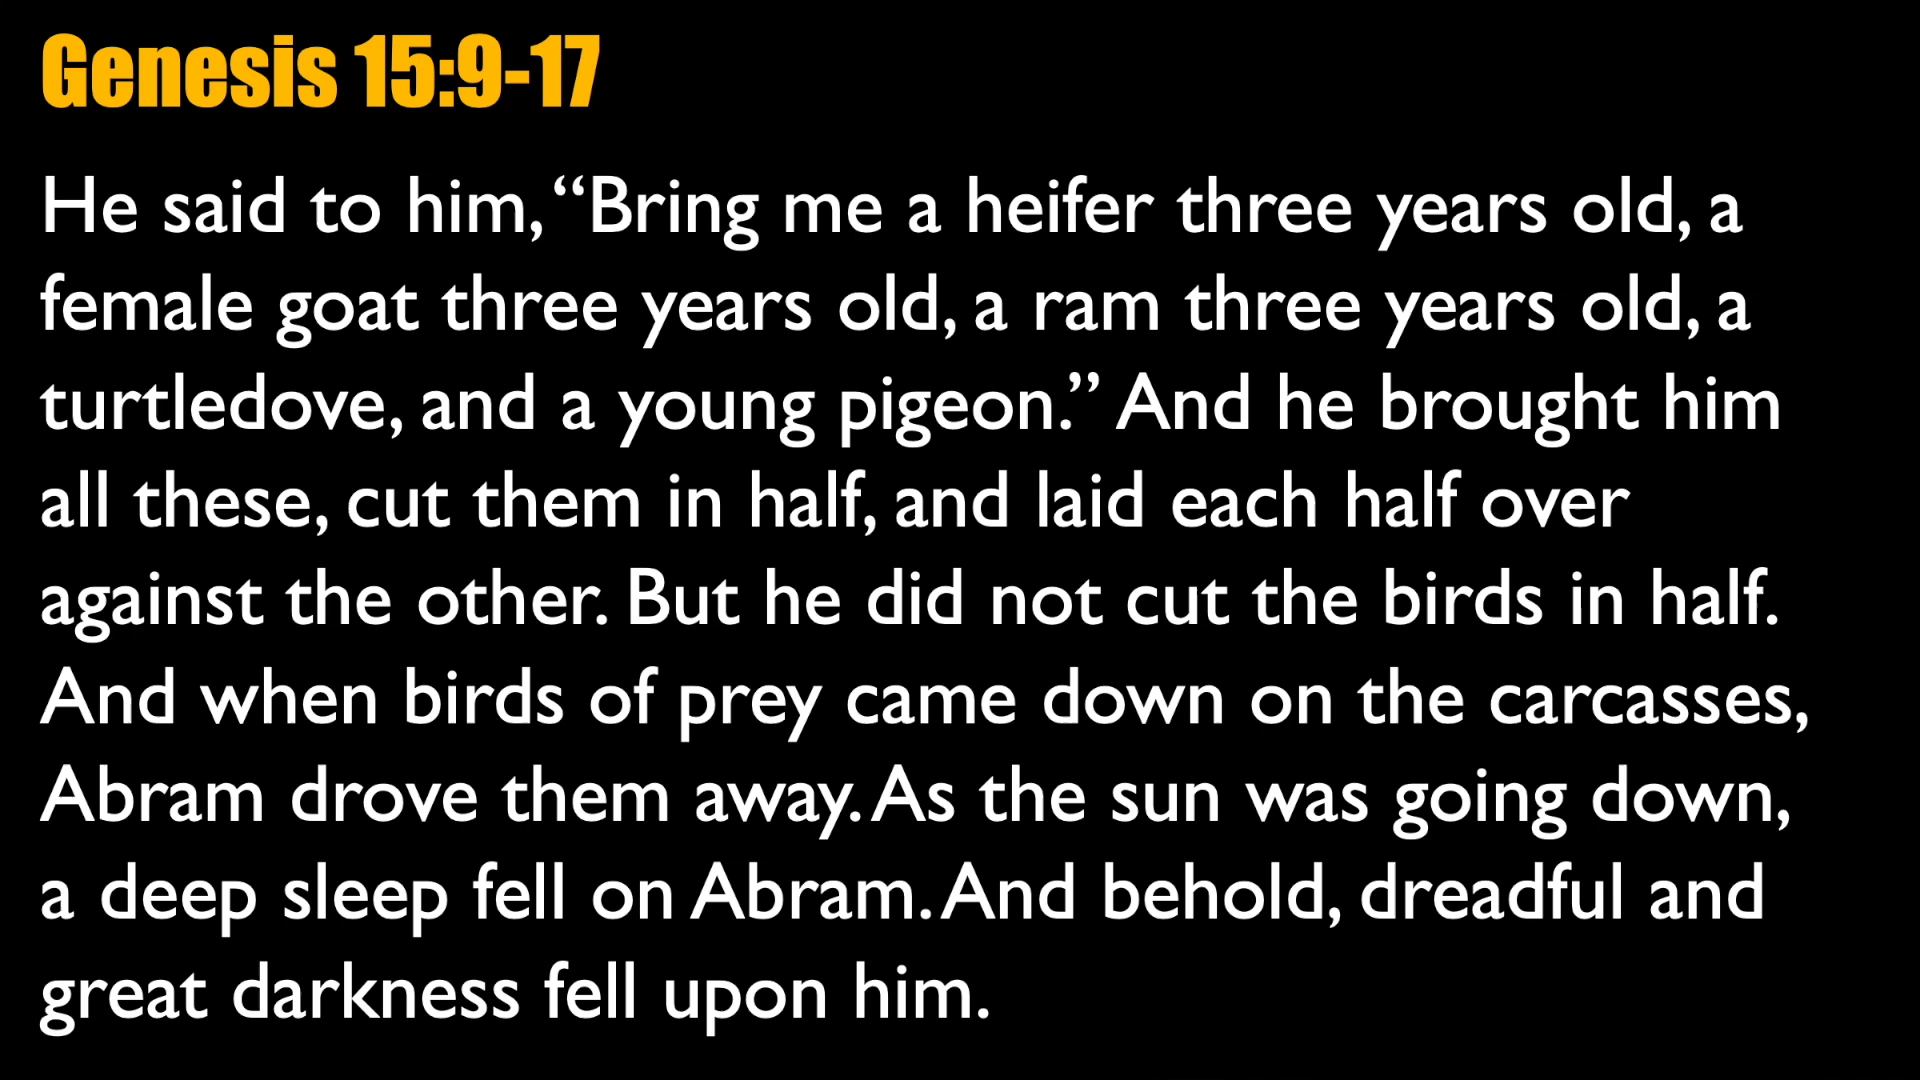 Genesis 15:9-17
He said to him, “Bring me a heifer three years old, a
female goat three years old, a ram three years old, a
turtledove, and a young pigeon.” And he brought him
all these, cut them in half, and laid each half over
against the other. But he did not cut the birds in half.
And when birds of prey came down on the carcasses,
Abram drove them away. As the sun was going down,
a deep sleep fell on Abram. And behold, dreadful and
great darkness fell upon him.